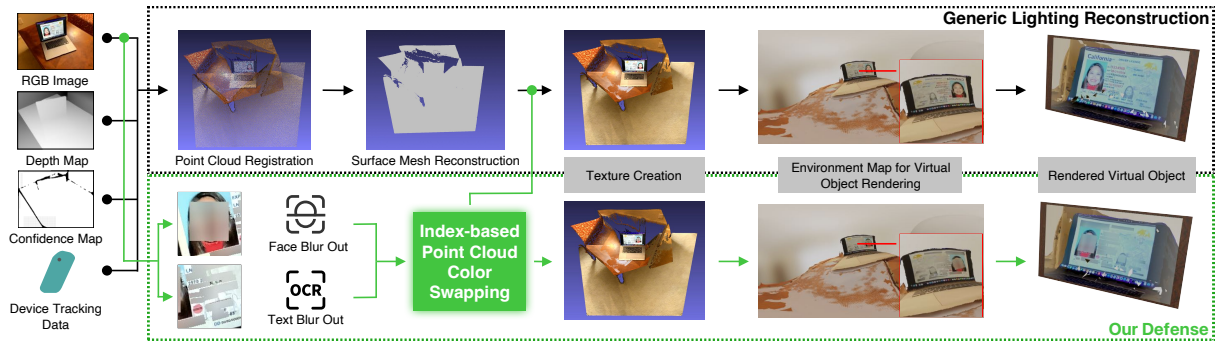 Generic Lighting Reconstruction
RGB Image
Depth Map
Confidence Map
Device Tracking
Data
Point Cloud Registration
Surface Mesh Reconstruction
Texture Creation
Environment Map for Virtual
Object Rendering
Rendered Virtual Object
California
Face Blur Out
OCR
Text Blur Out
Index-based
Point Cloud
Color
Swapping
Our Defense